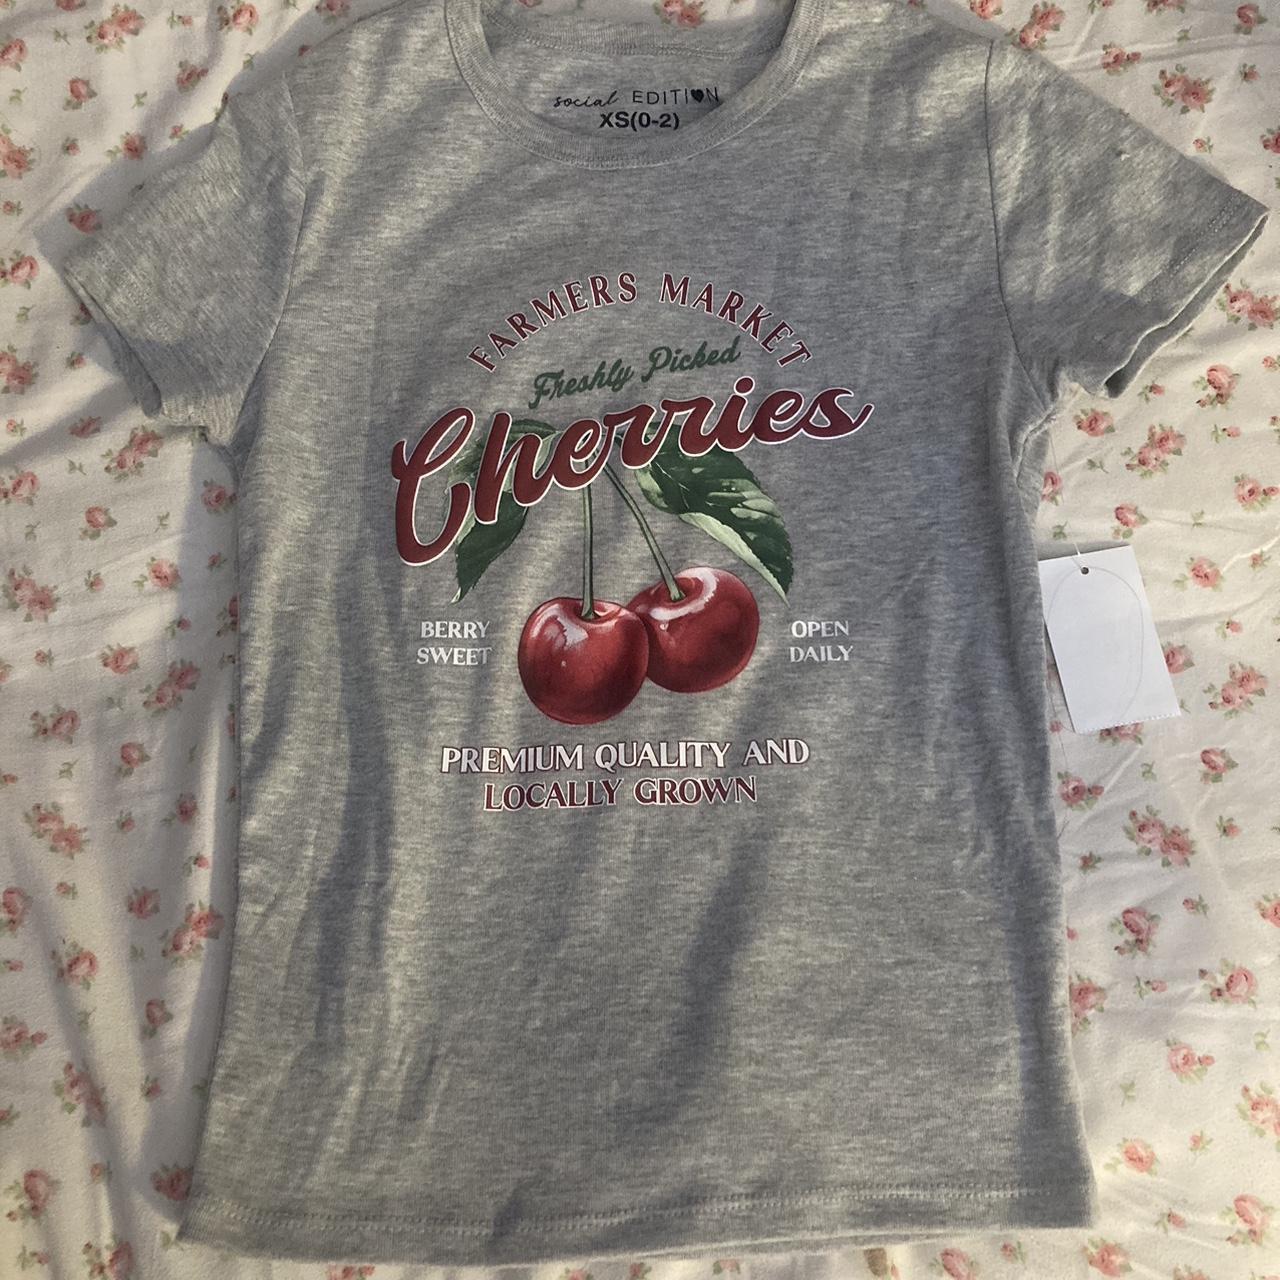 social EDITION
XS(0-2)
FARMERS MARKET
Freshly Picked
Cherries
BERRY
SWEET
OPEN
DAILY
PREMIUM QUALITY AND
LOCALLY GROWN